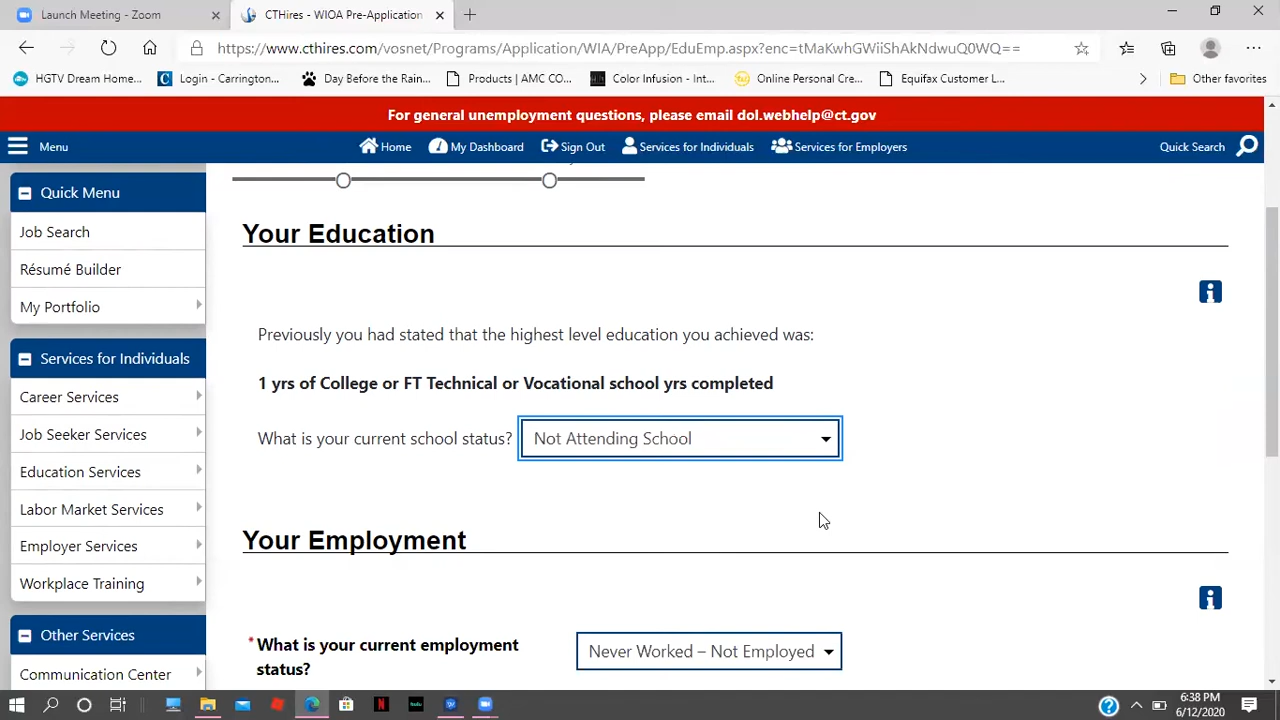 Launch Meeting - Zoom
CTHires - WIOA Pre-Application
https://www.cthires.com/vosnet/Programs/Application/WIA/PreApp/EduEmp.aspx?enc=tMaKwhGWiiShAkNdwuQ0WQ==
HGTV Dream Home...
Login - Carrington...
Day Before the Rain...
Products | AMC CO...
Color Infusion - Int...
Online Personal Cre...
Equifax Customer L...
Other favorites
For general unemployment questions, please email dol.webhelp@ct.gov
Menu
Home
My Dashboard
Sign Out
Services for Individuals
Services for Employers
Quick Search
Quick Menu
Job Search
Résumé Builder
My Portfolio
Services for Individuals
Career Services
Job Seeker Services
Education Services
Labor Market Services
Employer Services
Workplace Training
Other Services
Communication Center
Your Education
Previously you had stated that the highest level education you achieved was:
1 yrs of College or FT Technical or Vocational school yrs completed
What is your current school status? Not Attending School
Your Employment
* What is your current employment
status?
Never Worked – Not Employed
hulu
6:38 PM
6/12/2020